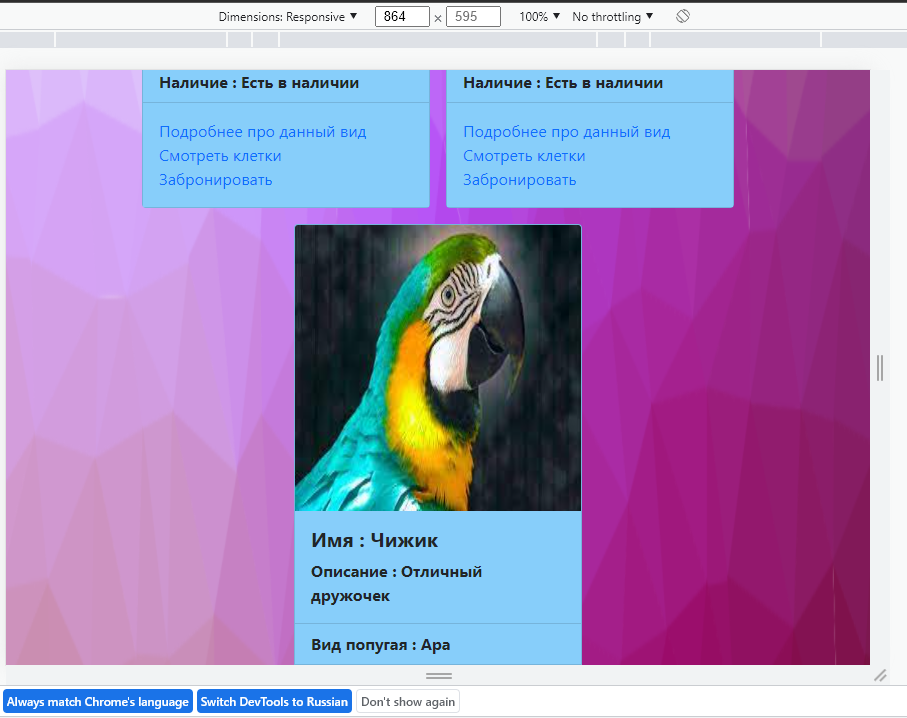 Dimensions: Responsive ▼ 864 × 595 100% ▼ No throttling ▼
Наличие : Есть в наличии
Подробнее про данный вид
Смотреть клетки
Забронировать
Наличие : Есть в наличии
Подробнее про данный вид
Смотреть клетки
Забронировать
Имя : Чижик
Описание : Отличный
дружочек
Вид попугая : Ара
Always match Chrome's language Switch DevTools to Russian Don't show again